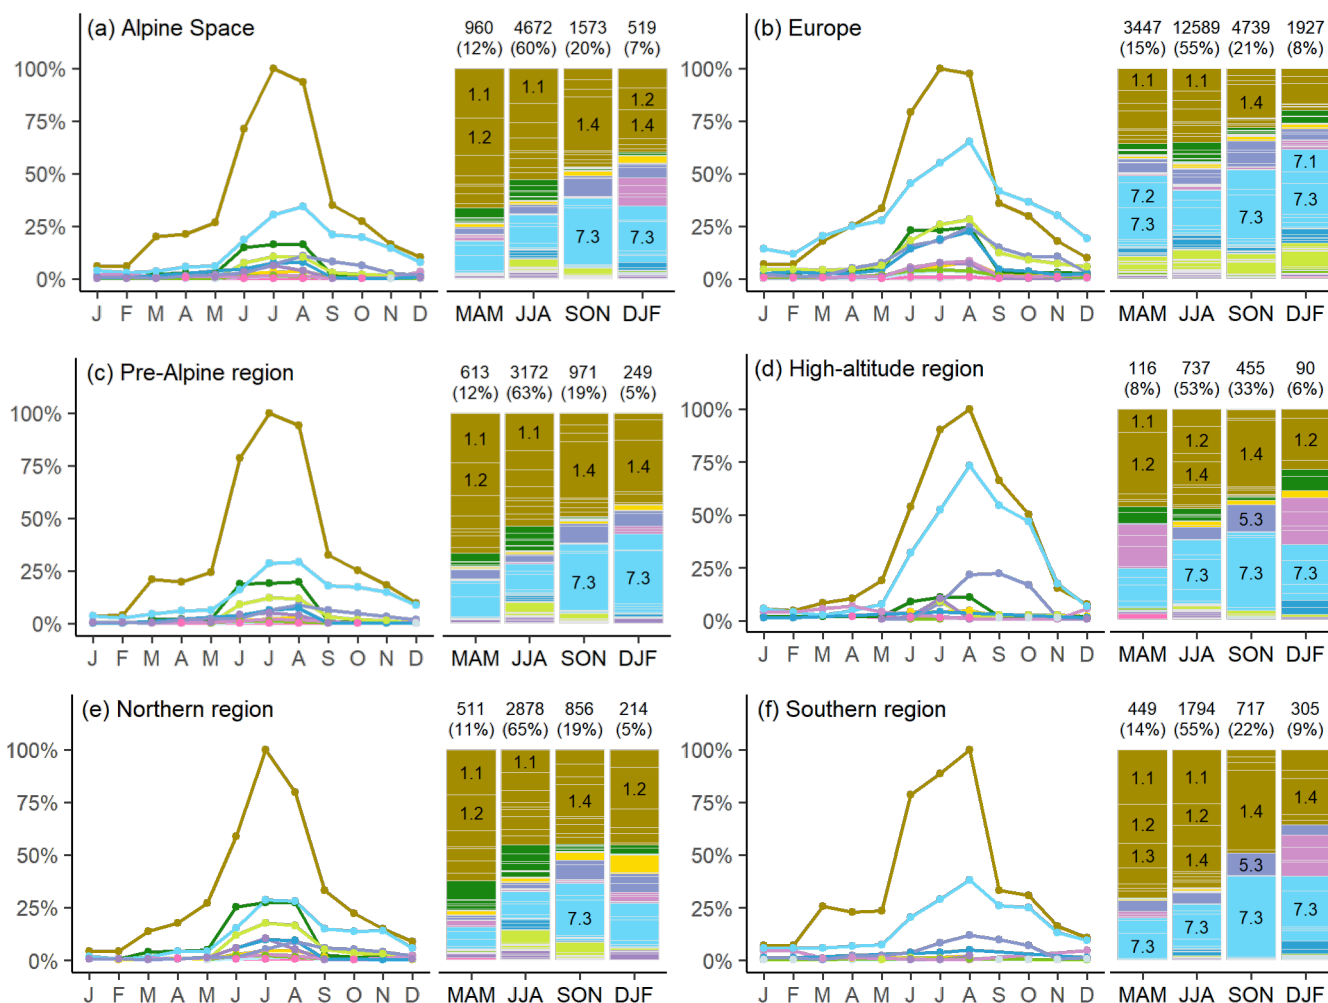 (a) Alpine Space
960 4672 1573 519
(12%) (60%) (20%) (7%)
100%
75%
50%
25%
0%
1.1 1.1 1.2
1.2 1.4 1.4
7.3 7.3
J F M A M J J A S O N D
MAM JJA SON DJF
(b) Europe
3447 12589 4739 1927
(15%) (55%) (21%) (8%)
100%
75%
50%
25%
0%
1.1 1.1 1.4
7.2 7.1
7.3 7.3 7.3
J F M A M J J A S O N D
MAM JJA SON DJF
(c) Pre-Alpine region
613 3172 971 249
(12%) (63%) (19%) (5%)
100%
75%
50%
25%
0%
1.1 1.1
1.2 1.4 1.4
7.3 7.3
J F M A M J J A S O N D
MAM JJA SON DJF
(d) High-altitude region
116 737 455 90
(8%) (53%) (33%) (6%)
100%
75%
50%
25%
0%
1.1 1.2 1.4 1.2
1.2 1.4
5.3
7.3 7.3 7.3
J F M A M J J A S O N D
MAM JJA SON DJF
(e) Northern region
511 2878 856 214
(11%) (65%) (19%) (5%)
100%
75%
50%
25%
0%
1.1 1.1
1.2 1.4 1.2
7.3
J F M A M J J A S O N D
MAM JJA SON DJF
(f) Southern region
449 1794 717 305
(14%) (55%) (22%) (9%)
100%
75%
50%
25%
0%
1.1 1.1
1.2 1.2 1.4 1.4
1.3 1.4 5.3
7.3 7.3 7.3 7.3
J F M A M J J A S O N D
MAM JJA SON DJF